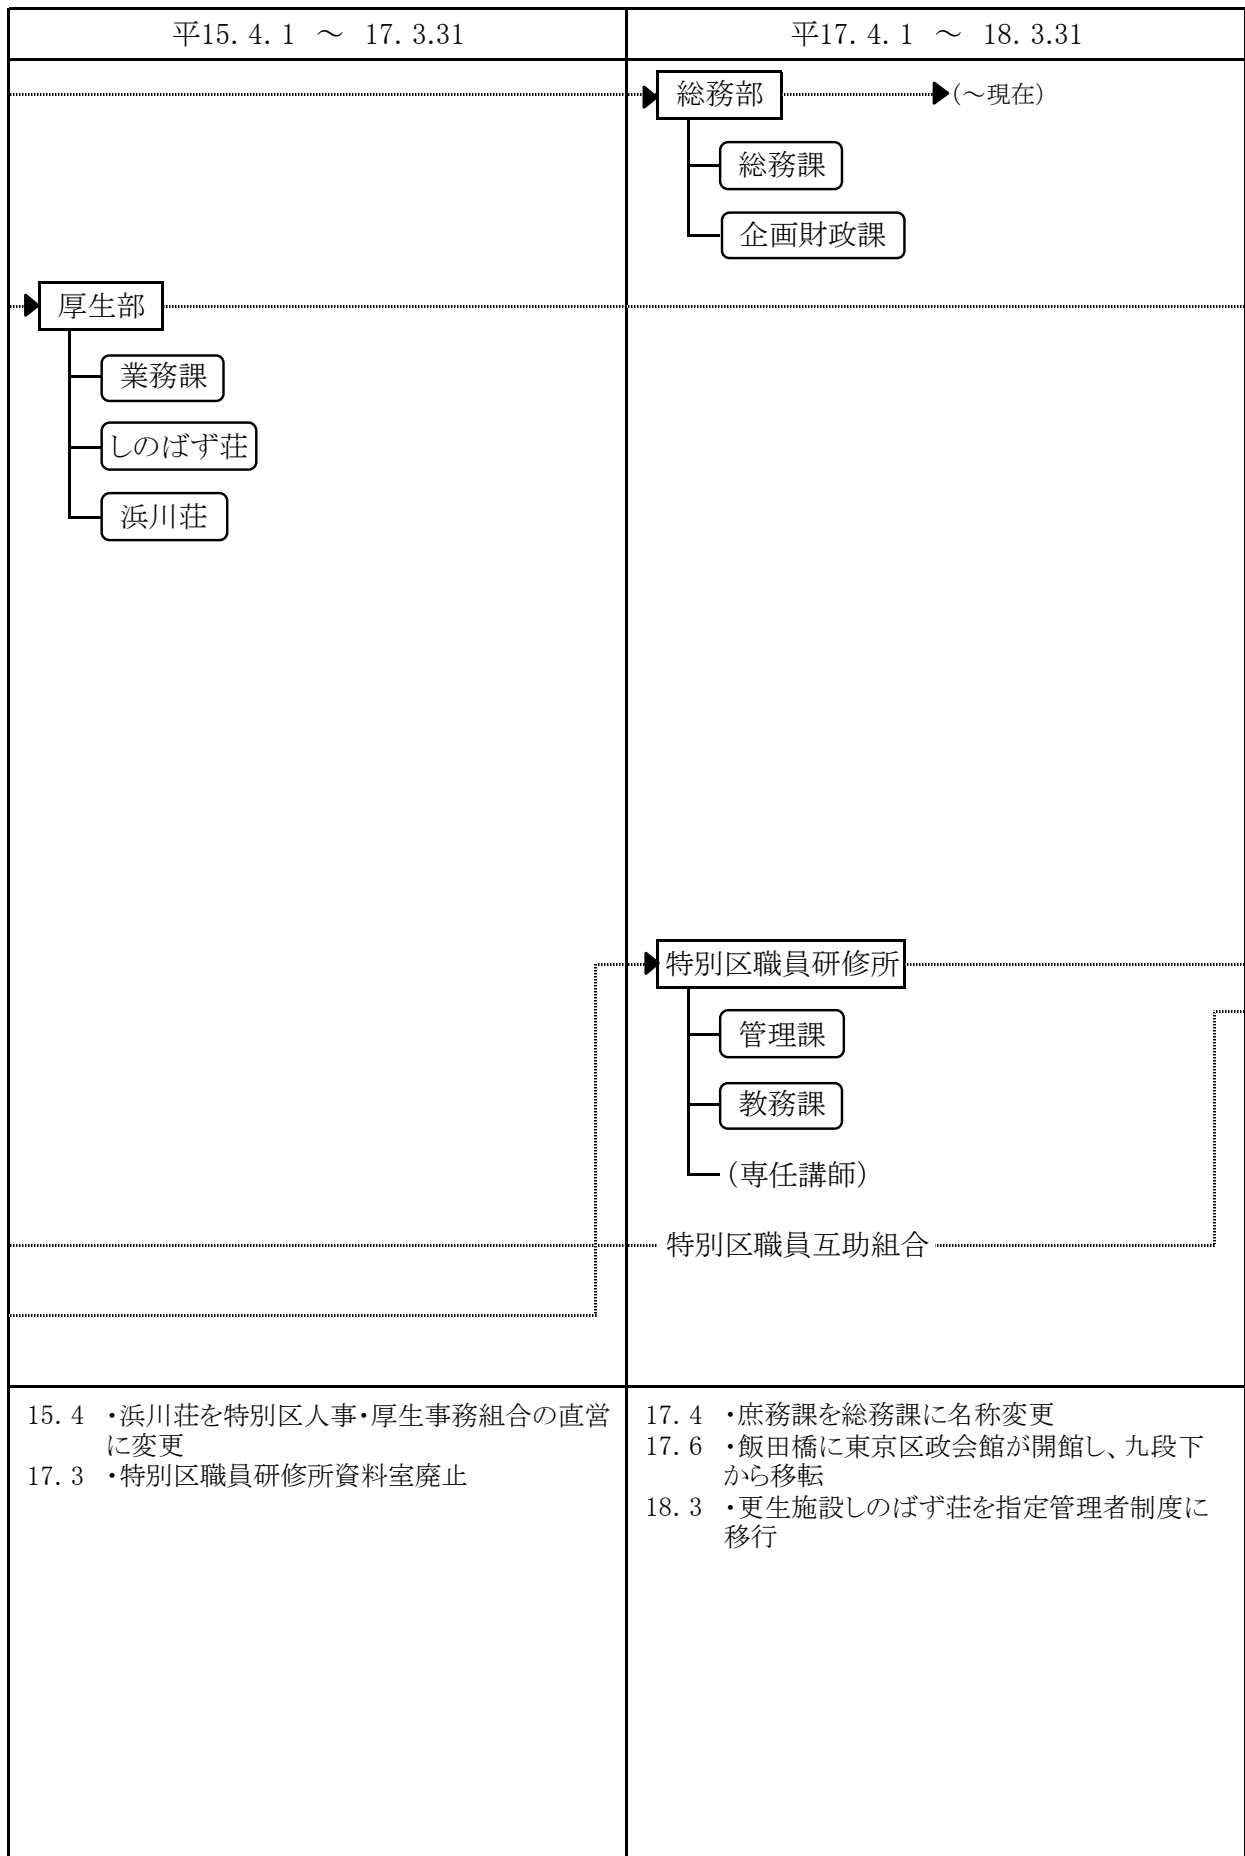 平15. 4. 1 ～ 17. 3.31
平17. 4. 1 ～ 18. 3.31
総務部
(～現在)
総務課
企画財政課
厚生部
業務課
しのばず荘
浜川荘
特別区職員研修所
管理課
教務課
(専任講師)
特別区職員互助組合
15. 4 ・浜川荘を特別区人事・厚生事務組合の直営
に変更
17. 3 ・特別区職員研修所資料室廃止
17. 4 ・庶務課を総務課に名称変更
17. 6 ・飯田橋に東京区政会館が開館し、九段下
から移転
18. 3 ・更生施設しのばず荘を指定管理者制度に
移行